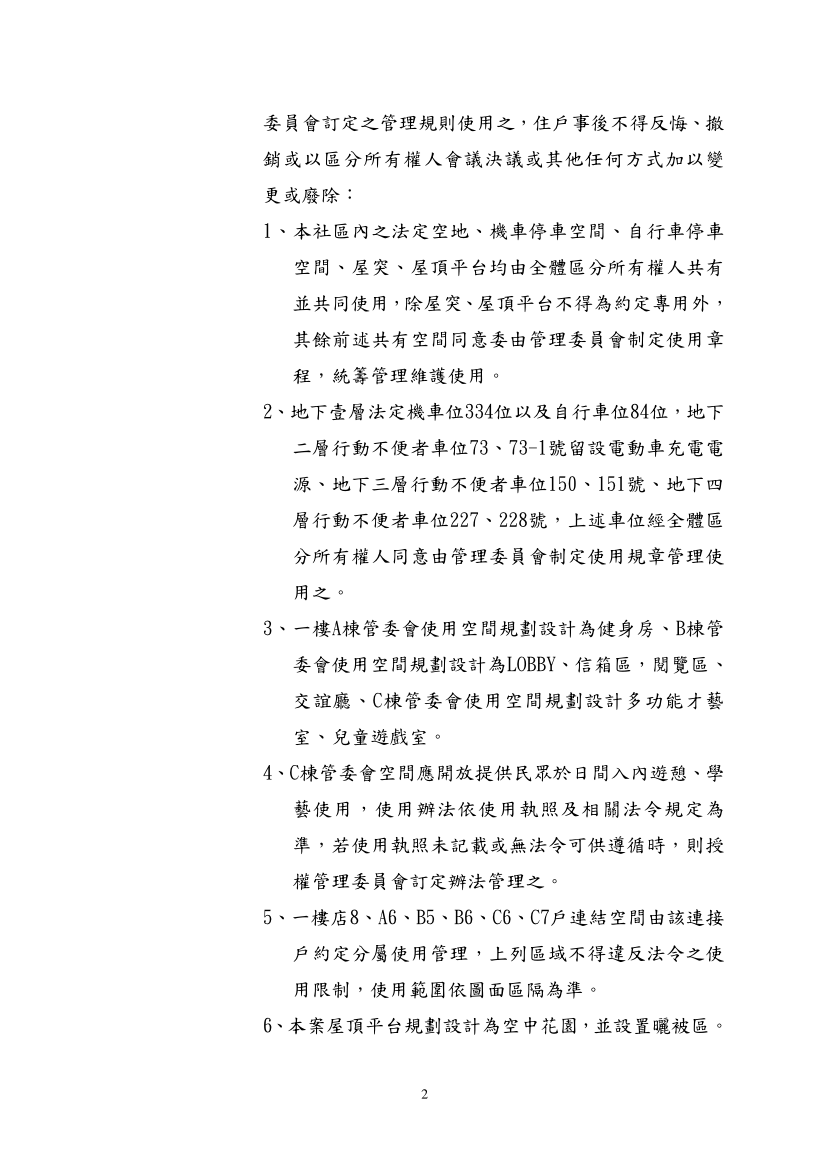 委員會訂定之管理規則使用之，住戶事後不得反悔、撤
銷或以區分所有權人會議決議或其他任何方式加以變
更或廢除：
1、本社區內之法定空地、機車停車空間、自行車停車
空間、屋突、屋頂平台均由全體區分所有權人共有
並共同使用，除屋突、屋頂平台不得為約定專用外，
其餘前述共有空間同意委由管理委員會制定使用章
程，統籌管理維護使用。
2、地下壹層法定機車位334位以及自行車位84位，地下
二層行動不便者車位73、73-1號留設電動車充電電
源、地下三層行動不便者車位150、151號、地下四
層行動不便者車位227、228號，上述車位經全體區
分所有權人同意由管理委員會制定使用規章管理使
用之。
3、一樓A棟管委會使用空間規劃設計為健身房、B棟管
委會使用空間規劃設計為LOBBY、信箱區，閱覽區、
交誼廳、C棟管委會使用空間規劃設計多功能才藝
室、兒童遊戲室。
4、C棟管委會空間應開放提供民眾於日間入內遊憩、學
藝使用，使用辦法依使用執照及相關法令規定為
準，若使用執照未記載或無法令可供遵循時，則授
權管理委員會訂定辦法管理之。
5、一樓店8、A6、B5、B6、C6、C7戶連結空間由該連接
戶約定分屬使用管理，上列區域不得違反法令之使
用限制，使用範圍依圖面區隔為準。
6、本案屋頂平台規劃設計為空中花園，並設置曬被區。
2